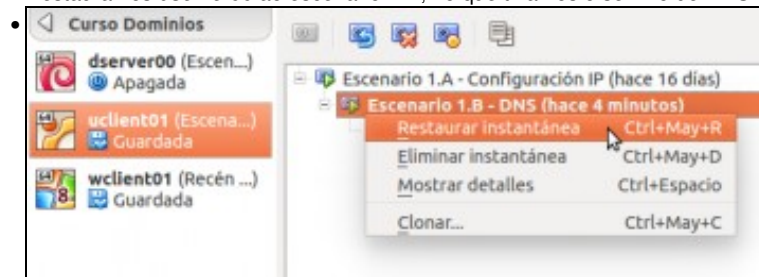 Curso Dominios
dserver00 (Escen...)
Apagada
uclient01 (Escena...)
Guardada
wclient01 (Recén ...)
Guardada
Escenario 1.A - Configuración IP (hace 16 días)
Escenario 1.B - DNS (hace 4 minutos)
Restaurar instantánea Ctrl+May+R
Eliminar instantánea Ctrl+May+D
Mostrar detalles Ctrl+Espacio
Clonar... Ctrl+May+C